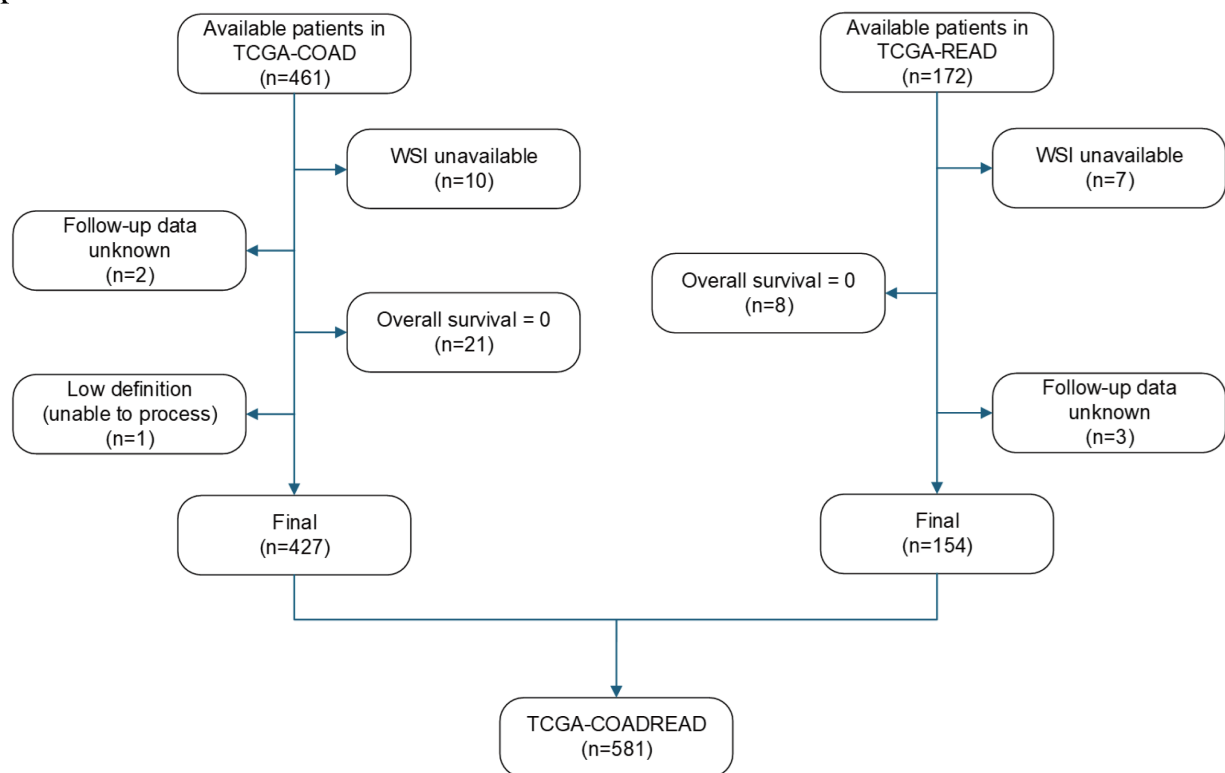 Available patients in
TCGA-COAD
(n=461)
Available patients in
TCGA-READ
(n=172)
WSI unavailable
(n=10)
WSI unavailable
(n=7)
Follow-up data
unknown
(n=2)
Overall survival = 0
(n=8)
Overall survival = 0
(n=21)
Low definition
(unable to process)
(n=1)
Follow-up data
unknown
(n=3)
Final
(n=427)
Final
(n=154)
TCGA-COADREAD
(n=581)